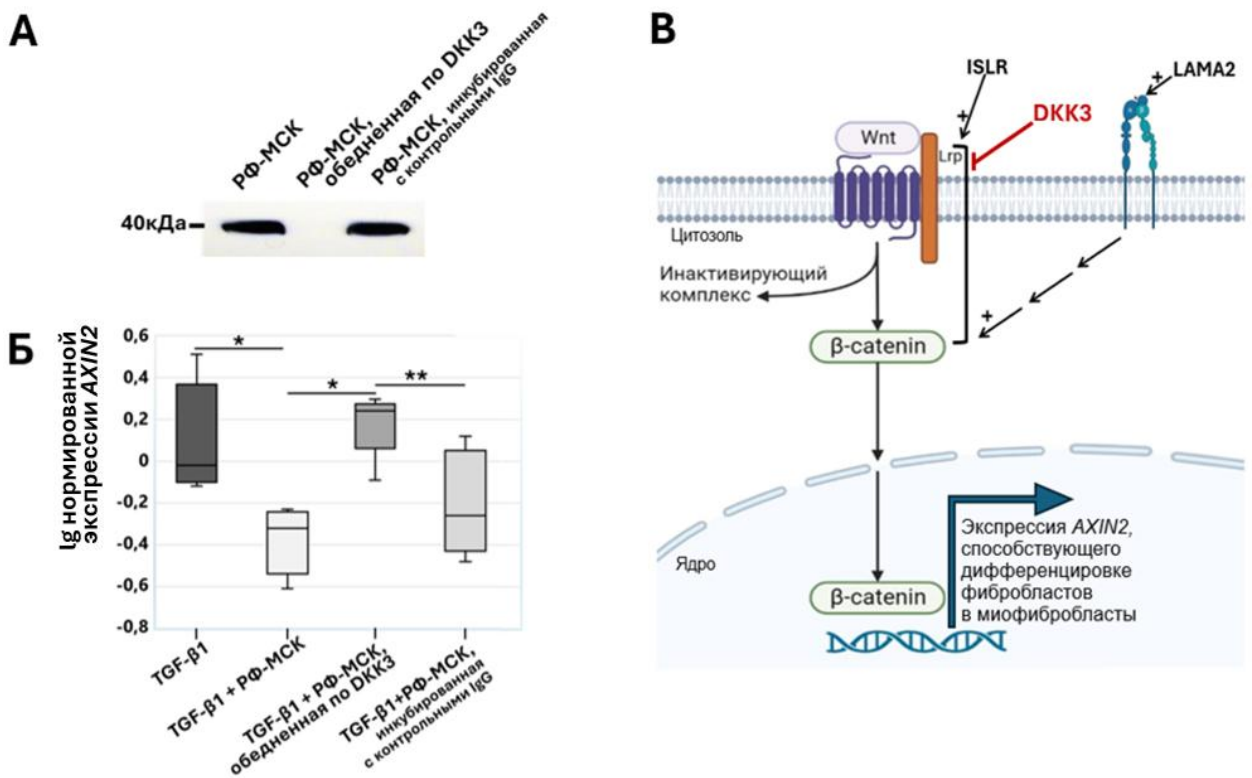 А
РФ-МСК
РФ-МСК,
обедненная по DKK3
РФ-МСК, инкубированная
с контрольными IgG
40кДа
Б
lg нормированной
экспрессии AXIN2
0,6
0,4
0,2
0
-0,2
-0,4
-0,6
-0,8
*
*
**
TGF-β1
TGF-β1 + РФ-МСК
TGF-β1 + РФ-МСК,
обедненная по DKK3
TGF-β1+РФ-МСК,
инкубированная
с контрольными IgG
В
ISLR
+
DKK3
+
LAMA2
Wnt
Lrp
Цитозоль
Инактивирующий
комплекс
+
β-catenin
Ядро
β-catenin
Экспрессия AXIN2,
способствующего
дифференцировке
фибробластов
в миофибробласты